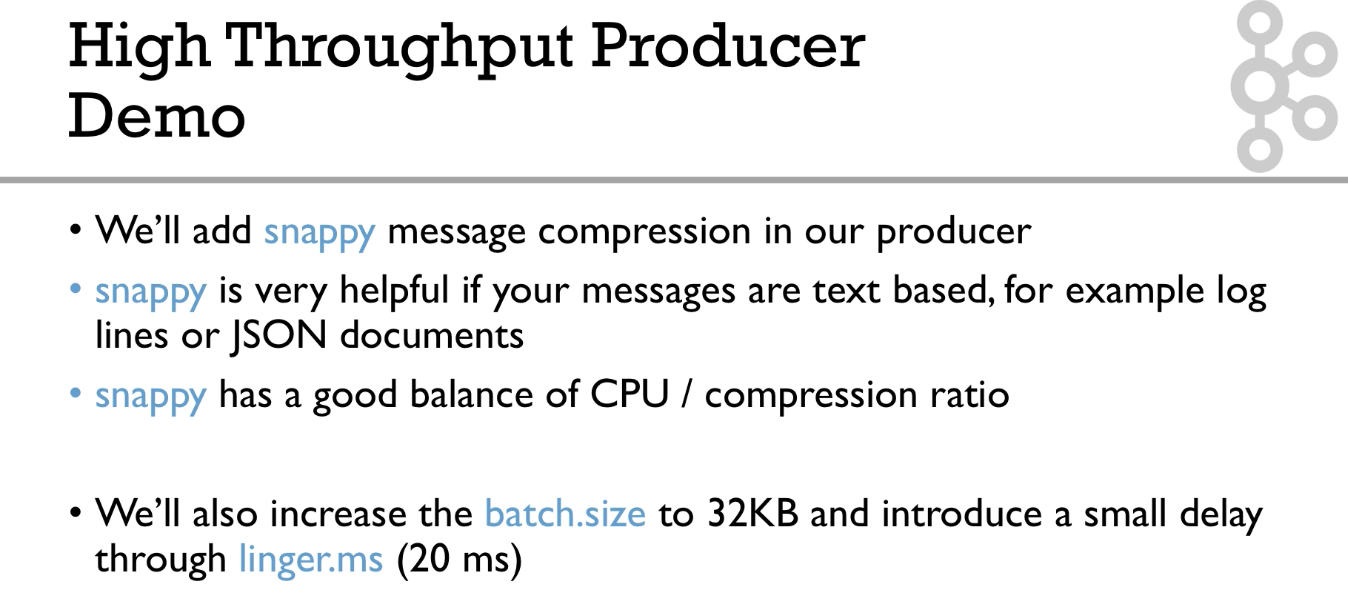 High Throughput Producer
Demo
• We’ll add snappy message compression in our producer
• snappy is very helpful if your messages are text based, for example log
lines or JSON documents
• snappy has a good balance of CPU / compression ratio
• We’ll also increase the batch.size to 32KB and introduce a small delay
through linger.ms (20 ms)